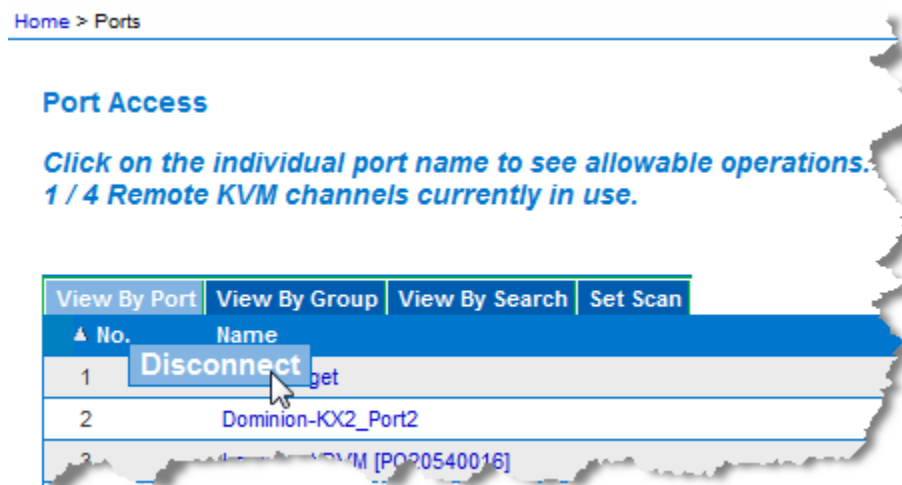 Home > Ports
Port Access
Click on the individual port name to see allowable operations.
1 / 4 Remote KVM channels currently in use.
View By Port View By Group View By Search Set Scan
▲ No. Name
Disconnect
1 get
2 Dominion-KX2_Port2
3 [PQ20540016]